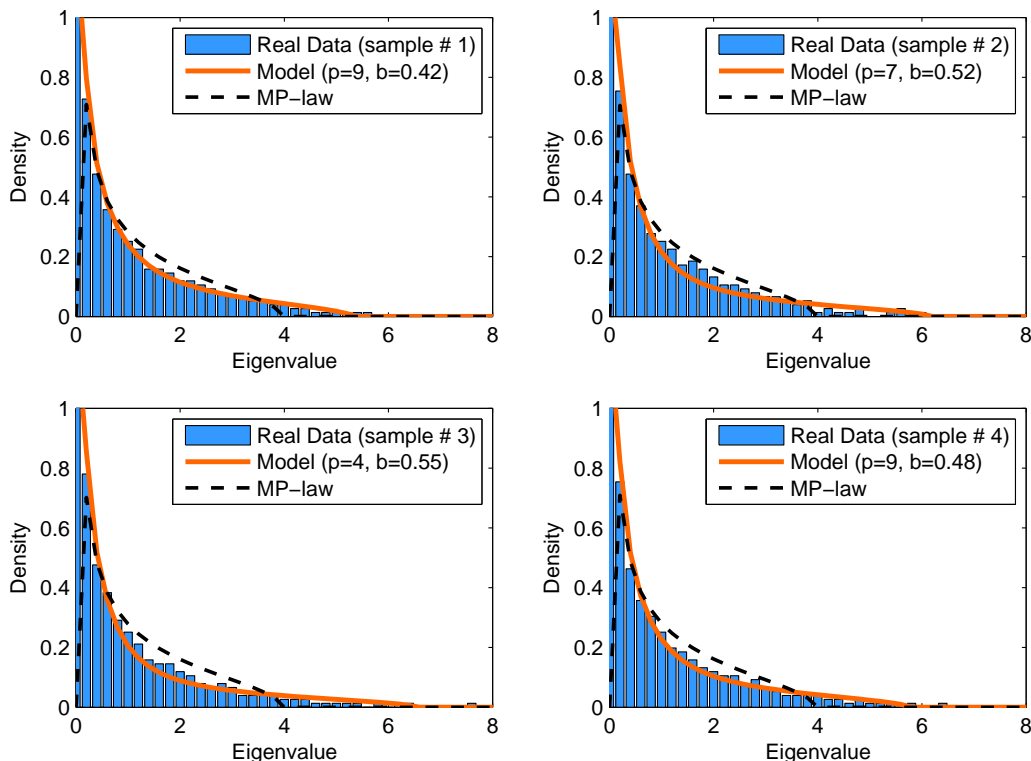 1
0.8
0.6
0.4
0.2
0
Density
0 2 4 6 8
Eigenvalue
Real Data (sample # 1)
Model (p=9, b=0.42)
MP−law
1
0.8
0.6
0.4
0.2
0
Density
0 2 4 6 8
Eigenvalue
Real Data (sample # 2)
Model (p=7, b=0.52)
MP−law
1
0.8
0.6
0.4
0.2
0
Density
0 2 4 6 8
Eigenvalue
Real Data (sample # 3)
Model (p=4, b=0.55)
MP−law
1
0.8
0.6
0.4
0.2
0
Density
0 2 4 6 8
Eigenvalue
Real Data (sample # 4)
Model (p=9, b=0.48)
MP−law